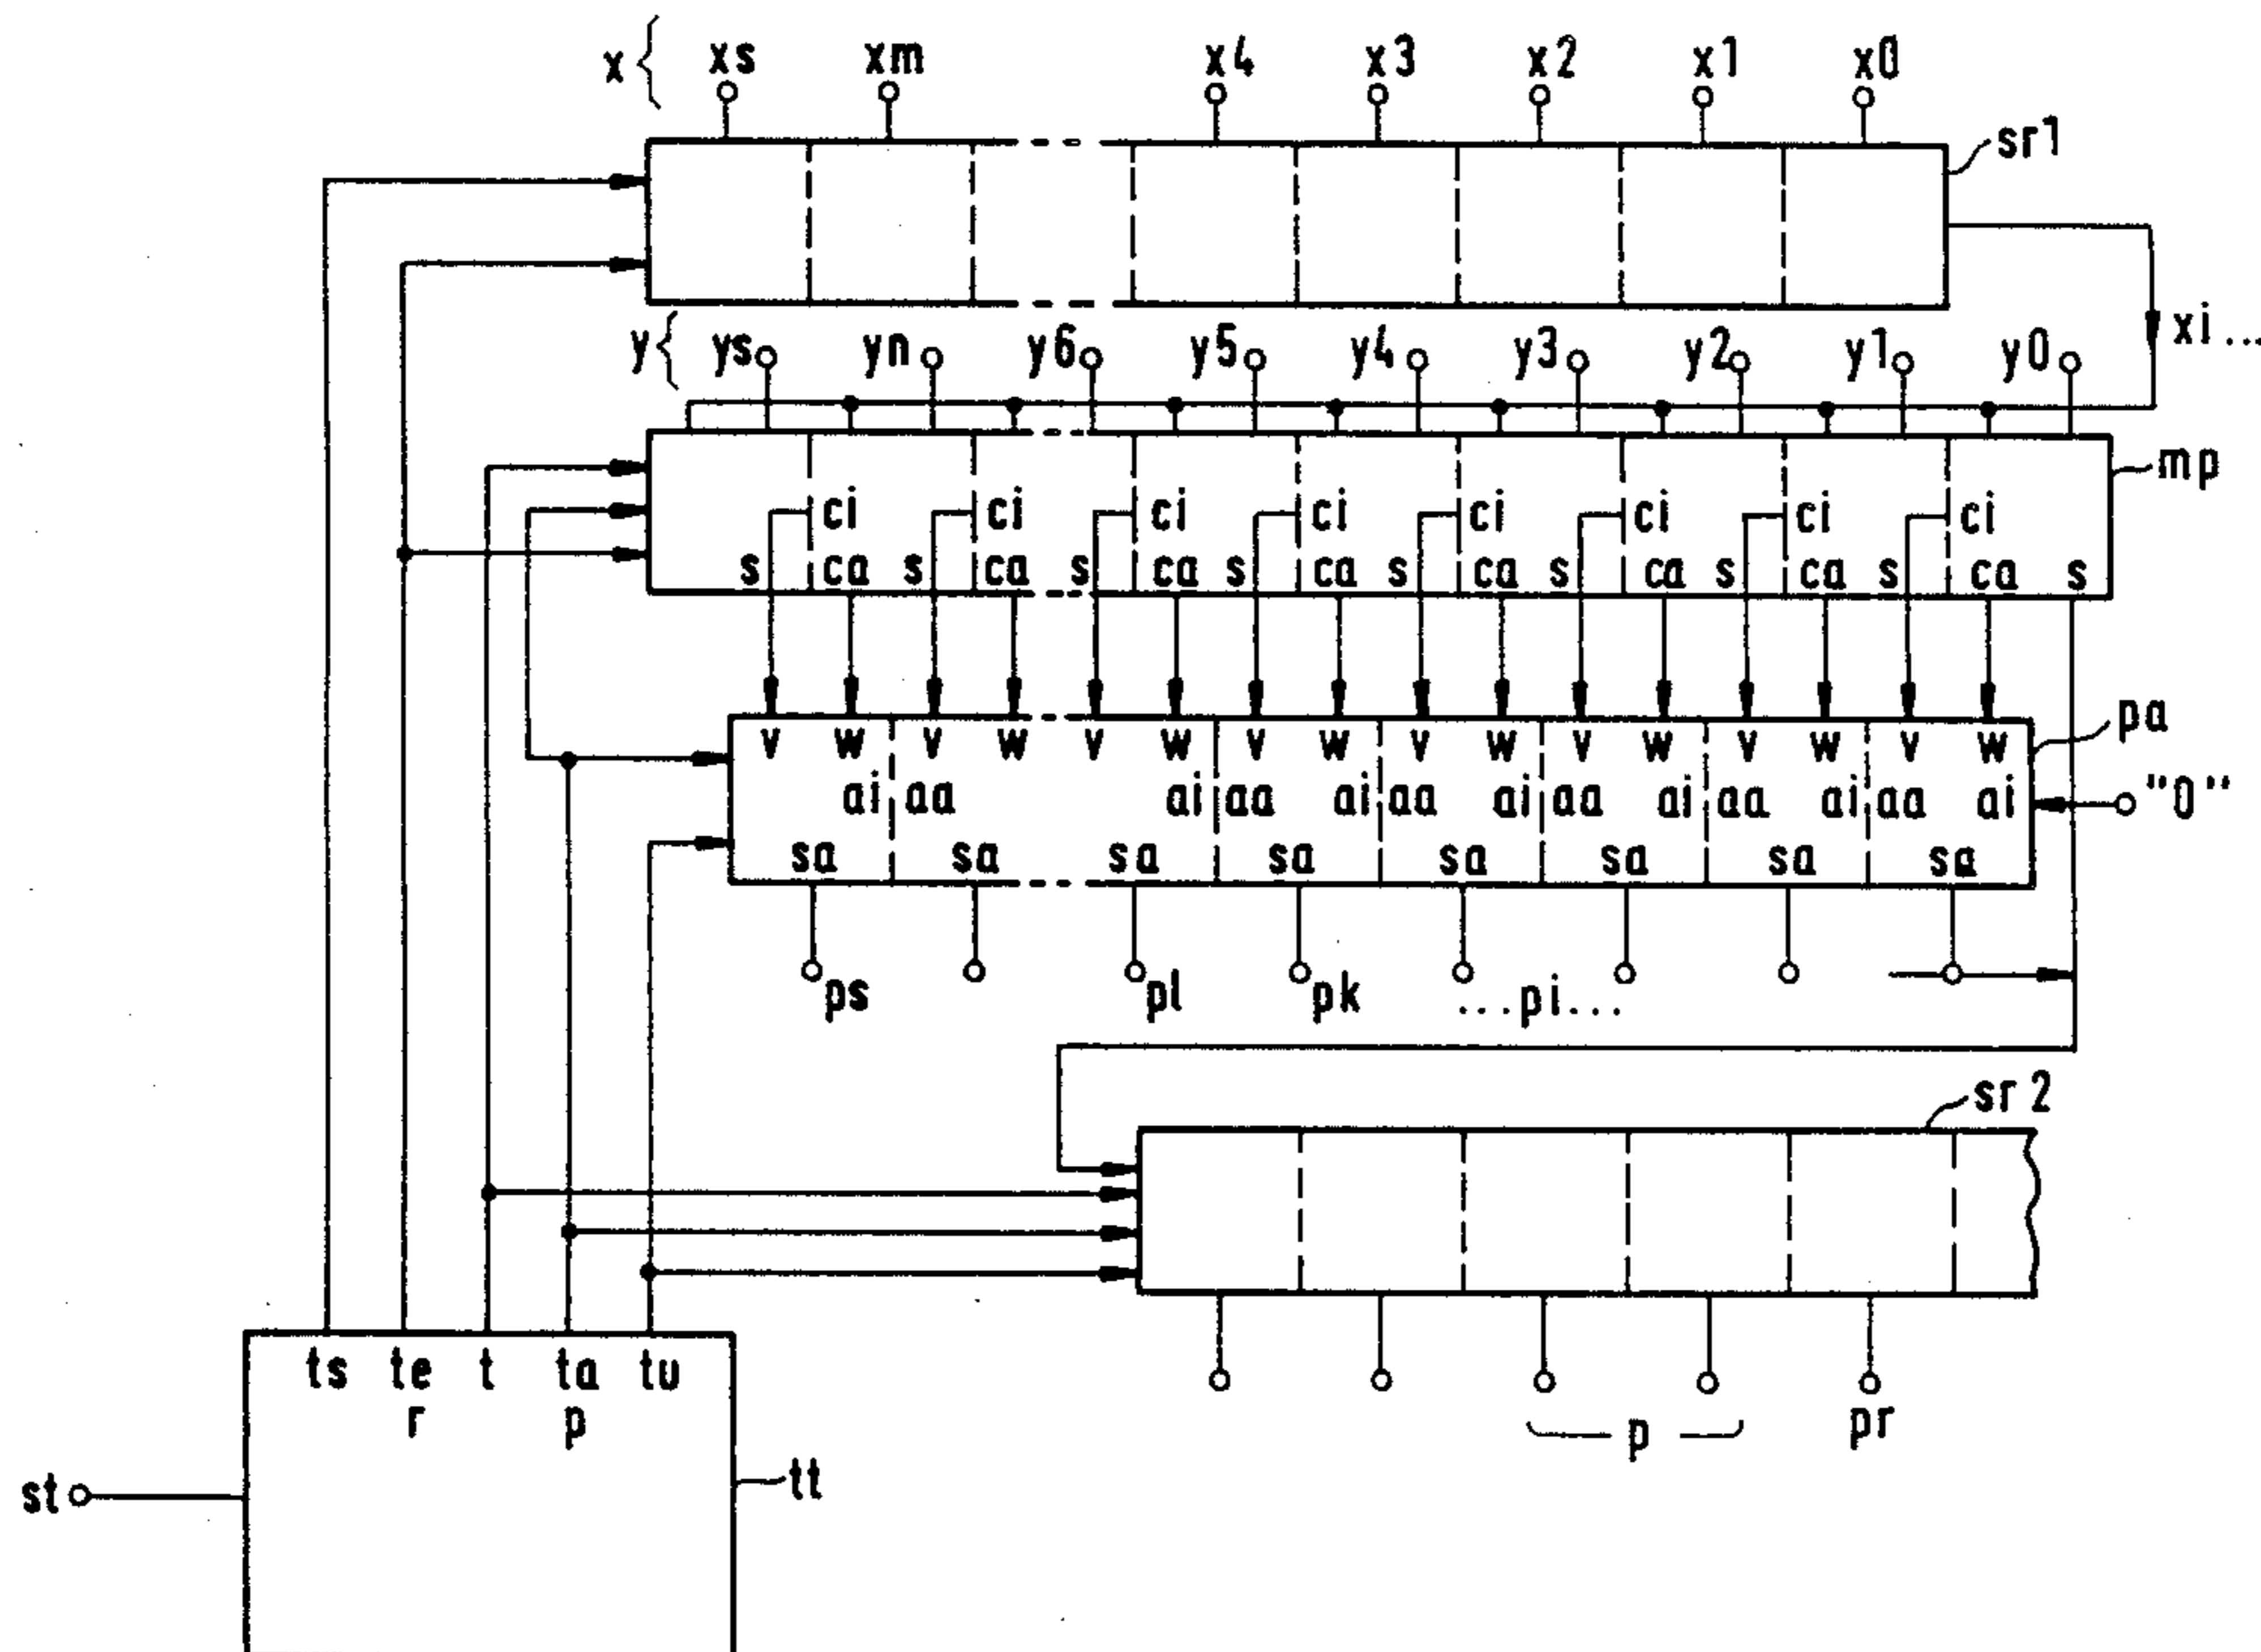 x { xs xm x4 x3 x2 x1 x0
sr1
xi...
y { ys yn y6 y5 y4 y3 y2 y1 y0
mp
ci ci ci ci ci ci ci ci
s ca s ca s ca s ca s ca s ca s ca s ca s
pa
v w v w v w v w v w v w v w v w
ai aa ai aa ai aa ai aa ai aa ai aa ai "0"
sa sa sa sa sa sa sa sa
ps pl pk ...pi...
sr 2
ts te t ta tu
r p
p pr
st tt